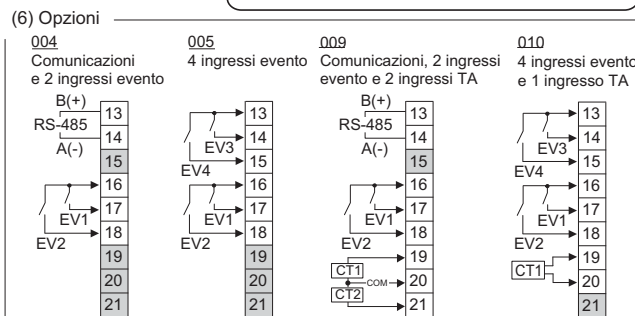 (6) Opzioni
004
Comunicazioni
e 2 ingressi evento
B(+)
RS-485
A(-)
EV1
EV2
13
14
15
16
17
18
19
20
21
005
4 ingressi evento
EV3
EV4
EV1
EV2
13
14
15
16
17
18
19
20
21
009
Comunicazioni, 2 ingressi
evento e 2 ingressi TA
B(+)
RS-485
A(-)
EV1
EV2
CT1
COM
CT2
13
14
15
16
17
18
19
20
21
010
4 ingressi evento
e 1 ingresso TA
EV3
EV4
EV1
EV2
CT1
13
14
15
16
17
18
19
20
21